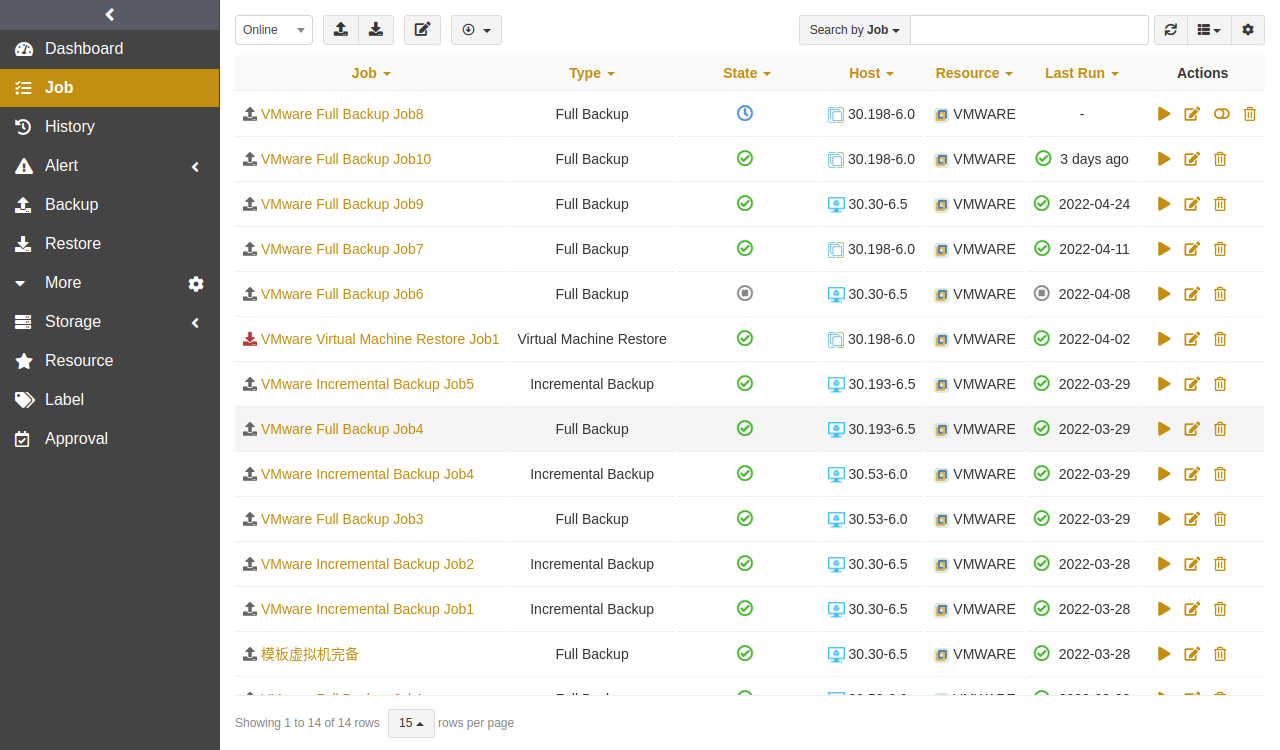 Dashboard
Job
History
Alert
Backup
Restore
More
Storage
Resource
Label
Approval
Online
Search by Job
Job Type State Host Resource Last Run Actions
VMware Full Backup Job8 Full Backup 30.198-6.0 VMWARE -
VMware Full Backup Job10 Full Backup 30.198-6.0 VMWARE 3 days ago
VMware Full Backup Job9 Full Backup 30.30-6.5 VMWARE 2022-04-24
VMware Full Backup Job7 Full Backup 30.198-6.0 VMWARE 2022-04-11
VMware Full Backup Job6 Full Backup 30.30-6.5 VMWARE 2022-04-08
VMware Virtual Machine Restore Job1 Virtual Machine Restore 30.198-6.0 VMWARE 2022-04-02
VMware Incremental Backup Job5 Incremental Backup 30.193-6.5 VMWARE 2022-03-29
VMware Full Backup Job4 Full Backup 30.193-6.5 VMWARE 2022-03-29
VMware Incremental Backup Job4 Incremental Backup 30.53-6.0 VMWARE 2022-03-29
VMware Full Backup Job3 Full Backup 30.53-6.0 VMWARE 2022-03-29
VMware Incremental Backup Job2 Incremental Backup 30.30-6.5 VMWARE 2022-03-28
VMware Incremental Backup Job1 Incremental Backup 30.30-6.5 VMWARE 2022-03-28
模板虚拟机完备 Full Backup 30.30-6.5 VMWARE 2022-03-28
Showing 1 to 14 of 14 rows 15 rows per page